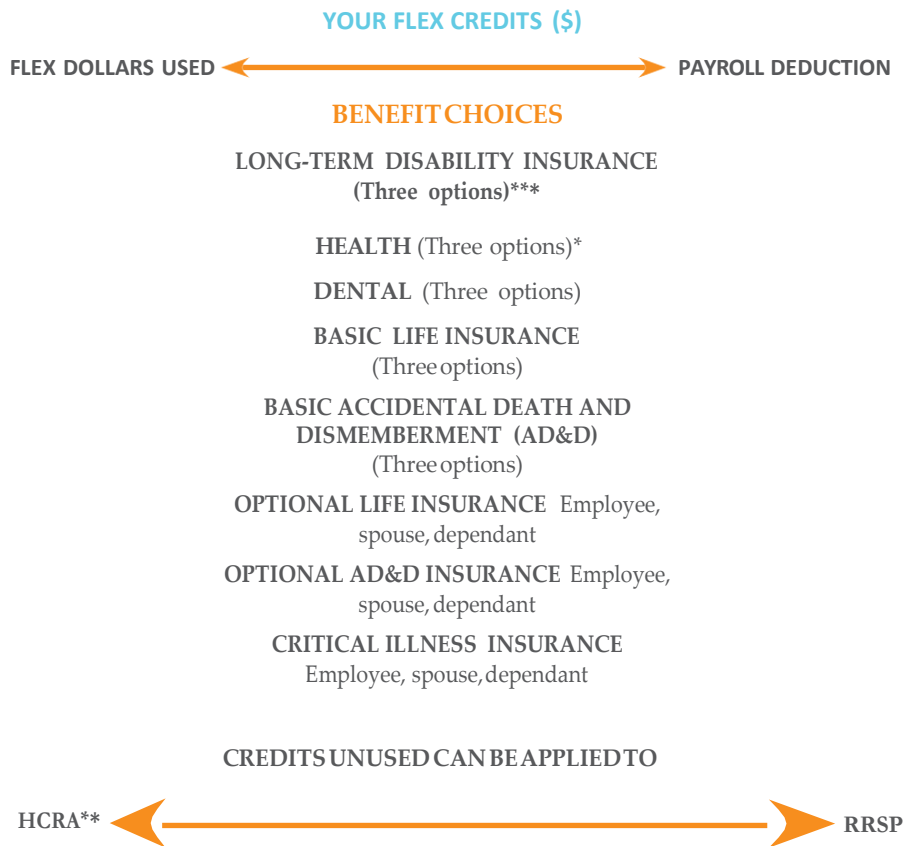 YOUR FLEX CREDITS ($)
FLEX DOLLARS USED PAYROLL DEDUCTION
BENEFIT CHOICES
LONG-TERM DISABILITY INSURANCE
(Three options)***
HEALTH (Three options)*
DENTAL (Three options)
BASIC LIFE INSURANCE
(Three options)
BASIC ACCIDENTAL DEATH AND
DISMEMBERMENT (AD&D)
(Three options)
OPTIONAL LIFE INSURANCE Employee,
spouse, dependant
OPTIONAL AD&D INSURANCE Employee,
spouse, dependant
CRITICAL ILLNESS INSURANCE
Employee, spouse, dependant
CREDITS UNUSED CAN BE APPLIED TO
HCRA** RRSP